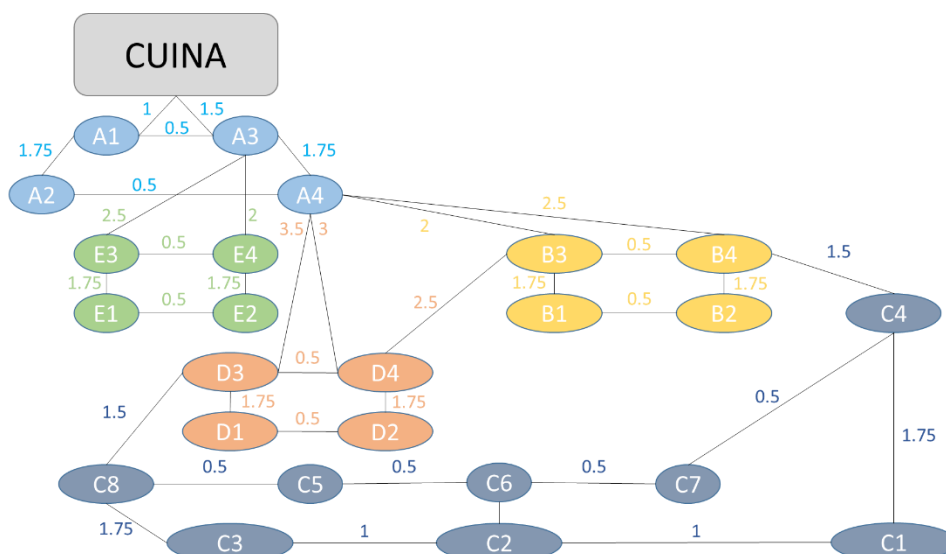 CUINA
1 1.5
A1 0.5 A3
1.75 1.75
A2 0.5 A4
2.5 2 3.5 3 2 2.5
E3 0.5 E4 B3 0.5 B4 1.5
1.75 1.75 2.5 1.75 1.75
E1 0.5 E2 B1 0.5 B2 C4
D3 0.5 D4
1.75 1.75 0.5
1.5 D1 0.5 D2 1.75
0.5 0.5 0.5
C8 C5 C6 C7
1.75 1 1
C3 C2 C1